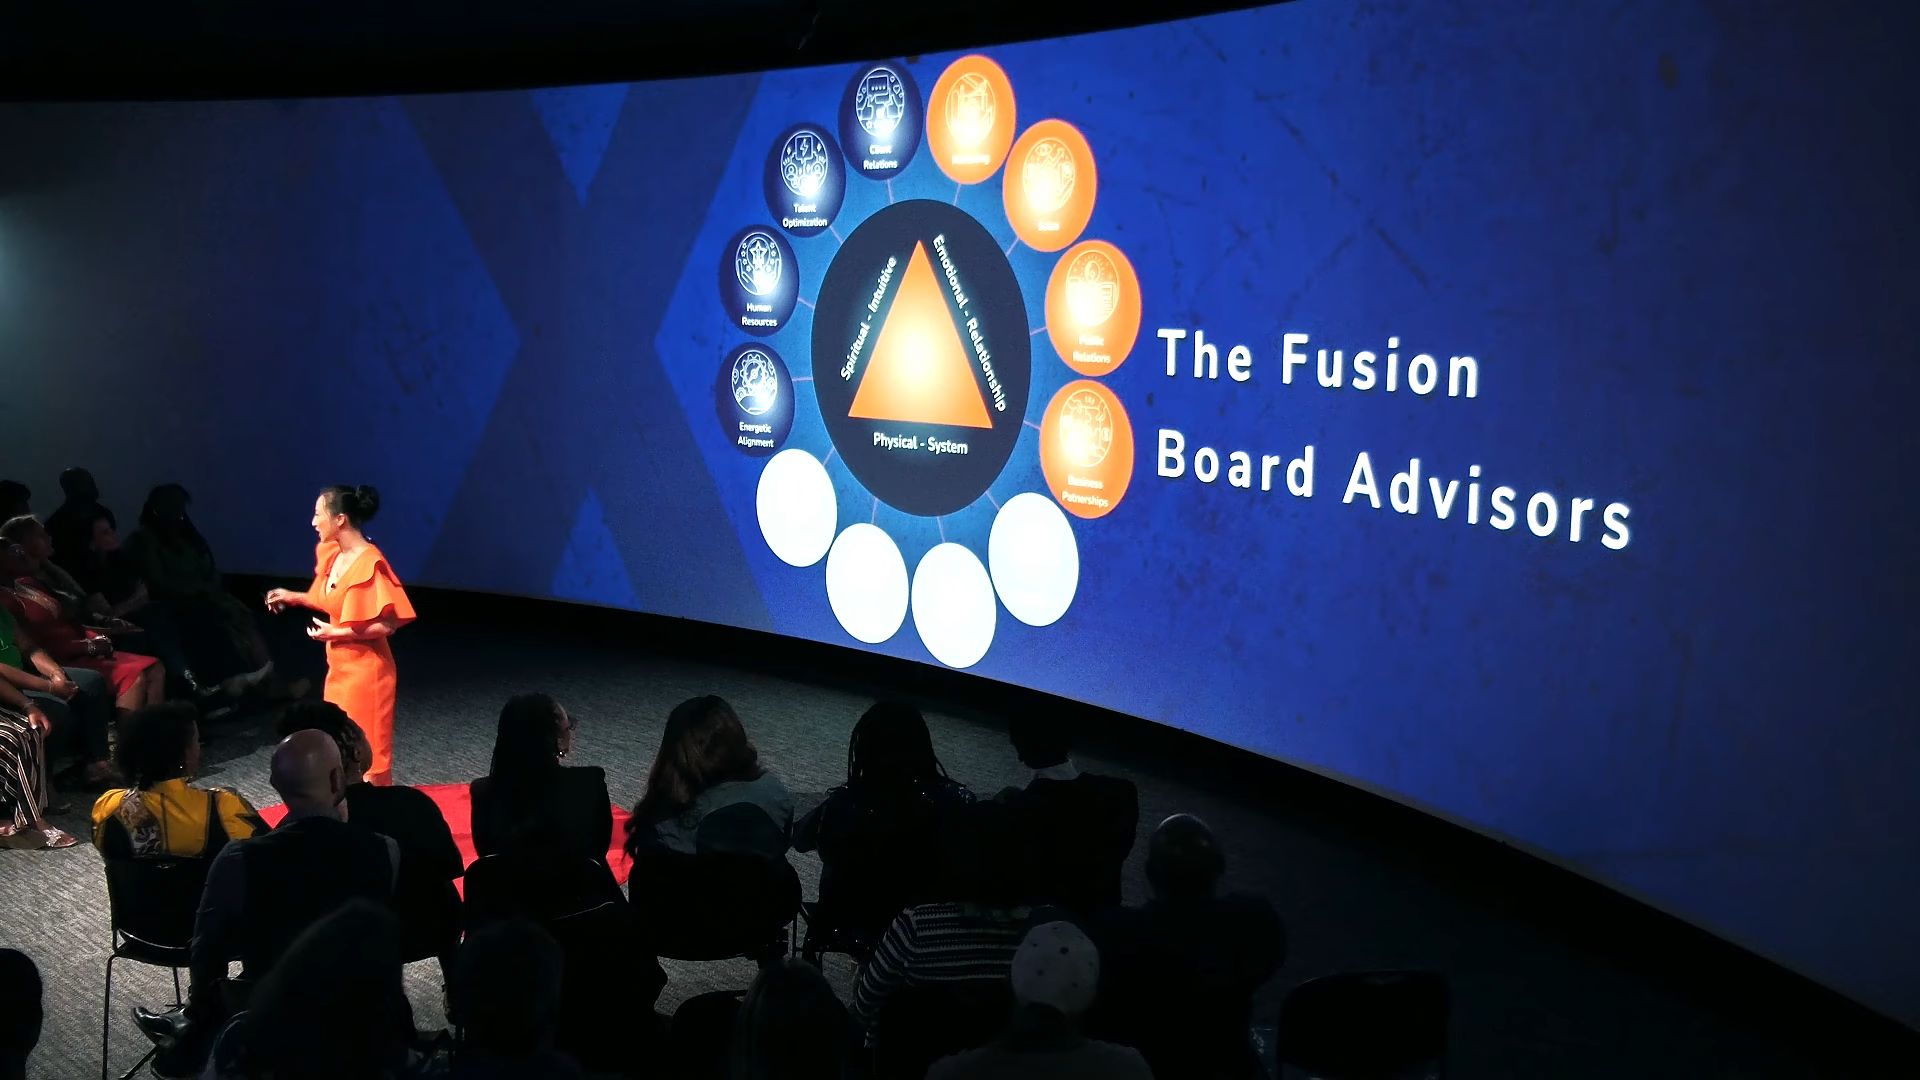 Client
Relations
Talent
Optimization
Human
Resources
Energetic
Alignment
Spiritual - Intuitive
Emotional - Relationship
Physical - System
Public
Relations
Business
Patnerships
The Fusion
Board Advisors